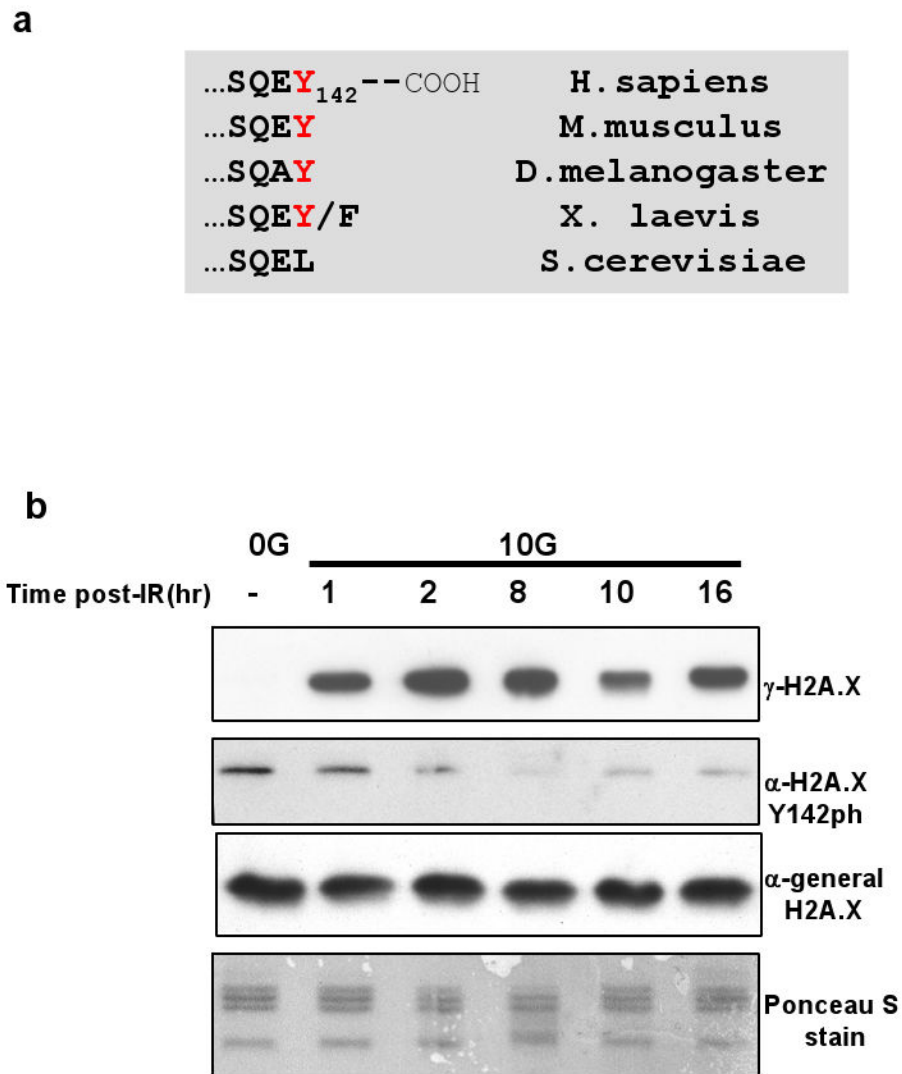 a
...SQEY142--COOH H.sapiens
...SQEY M.musculus
...SQAY D.melanogaster
...SQEY/F X. laevis
...SQEL S.cerevisiae
b
0G 10G
Time post-IR(hr) - 1 2 8 10 16
γ-H2A.X
α-H2A.X
Y142ph
α-general
H2A.X
Ponceau S
stain